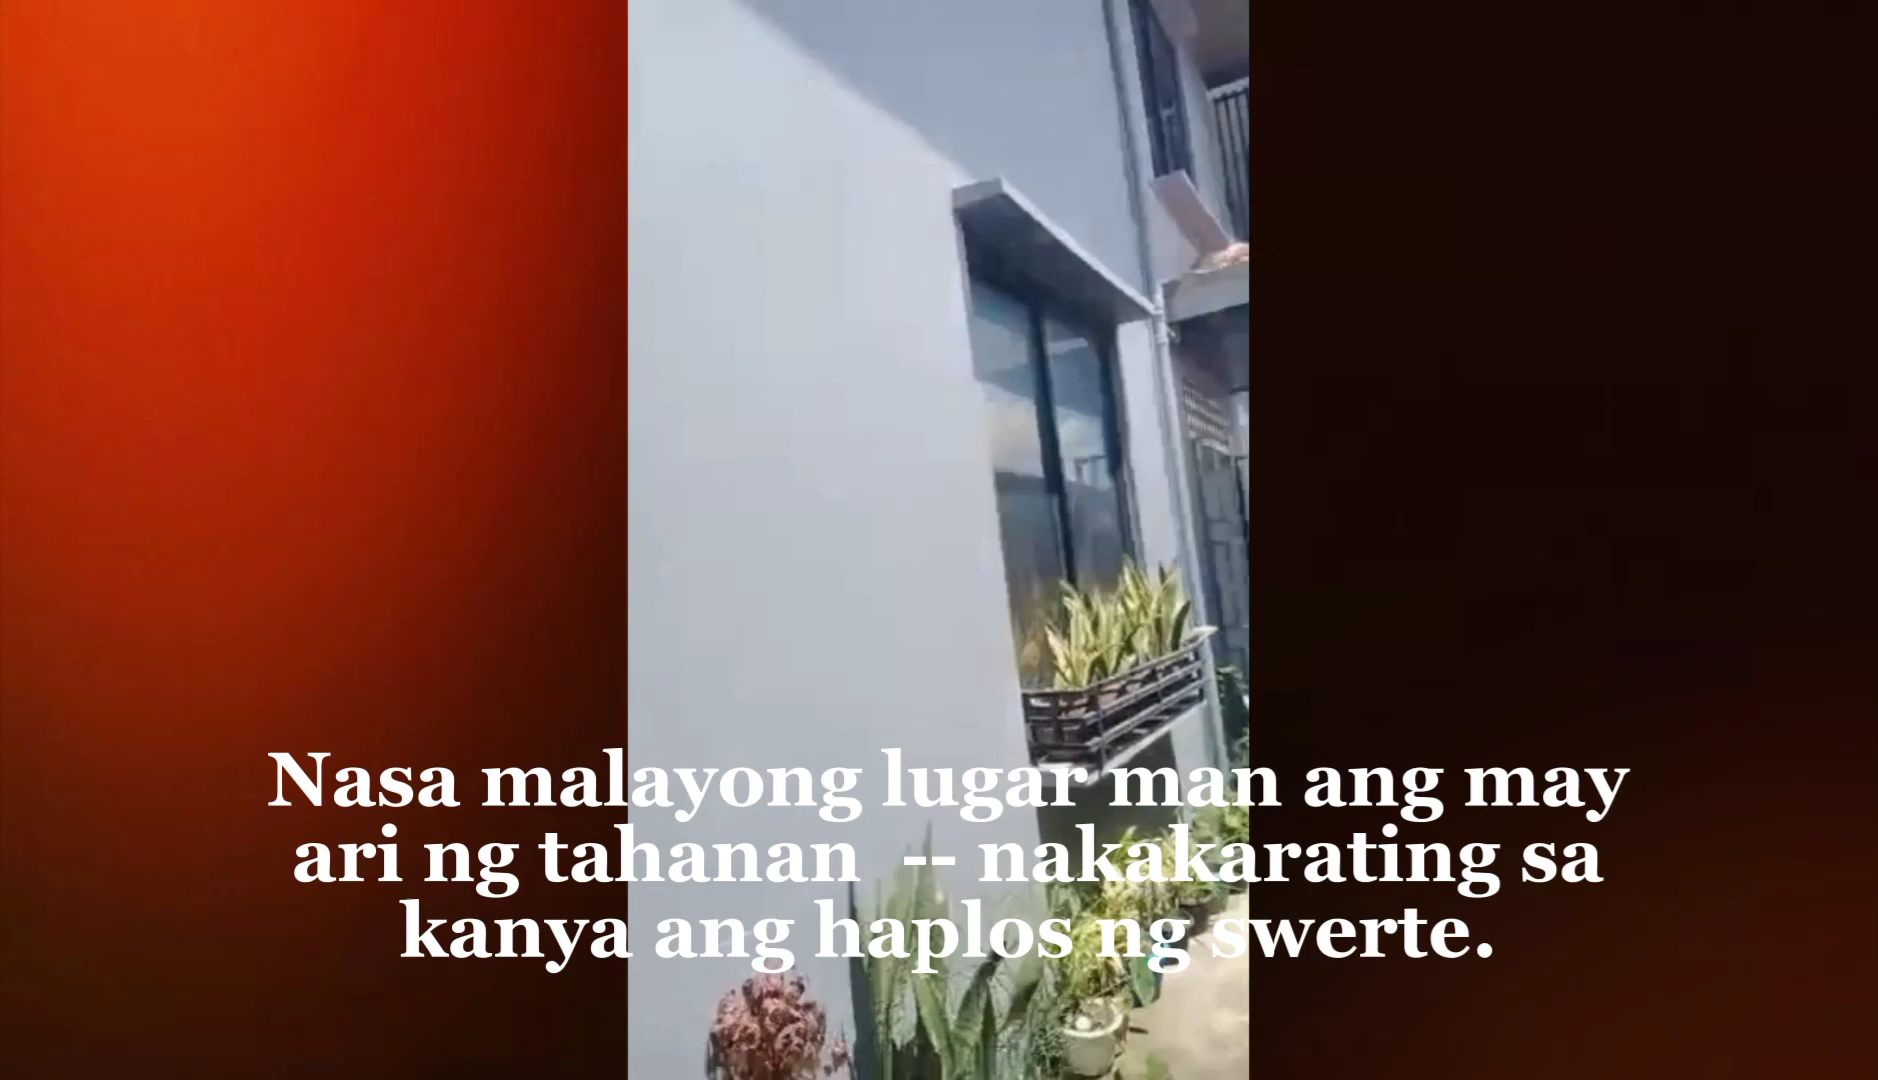 Nasa malayong lugar man ang may
ari ng tahanan -- nakakarating sa
kanya ang haplos ng swerte.